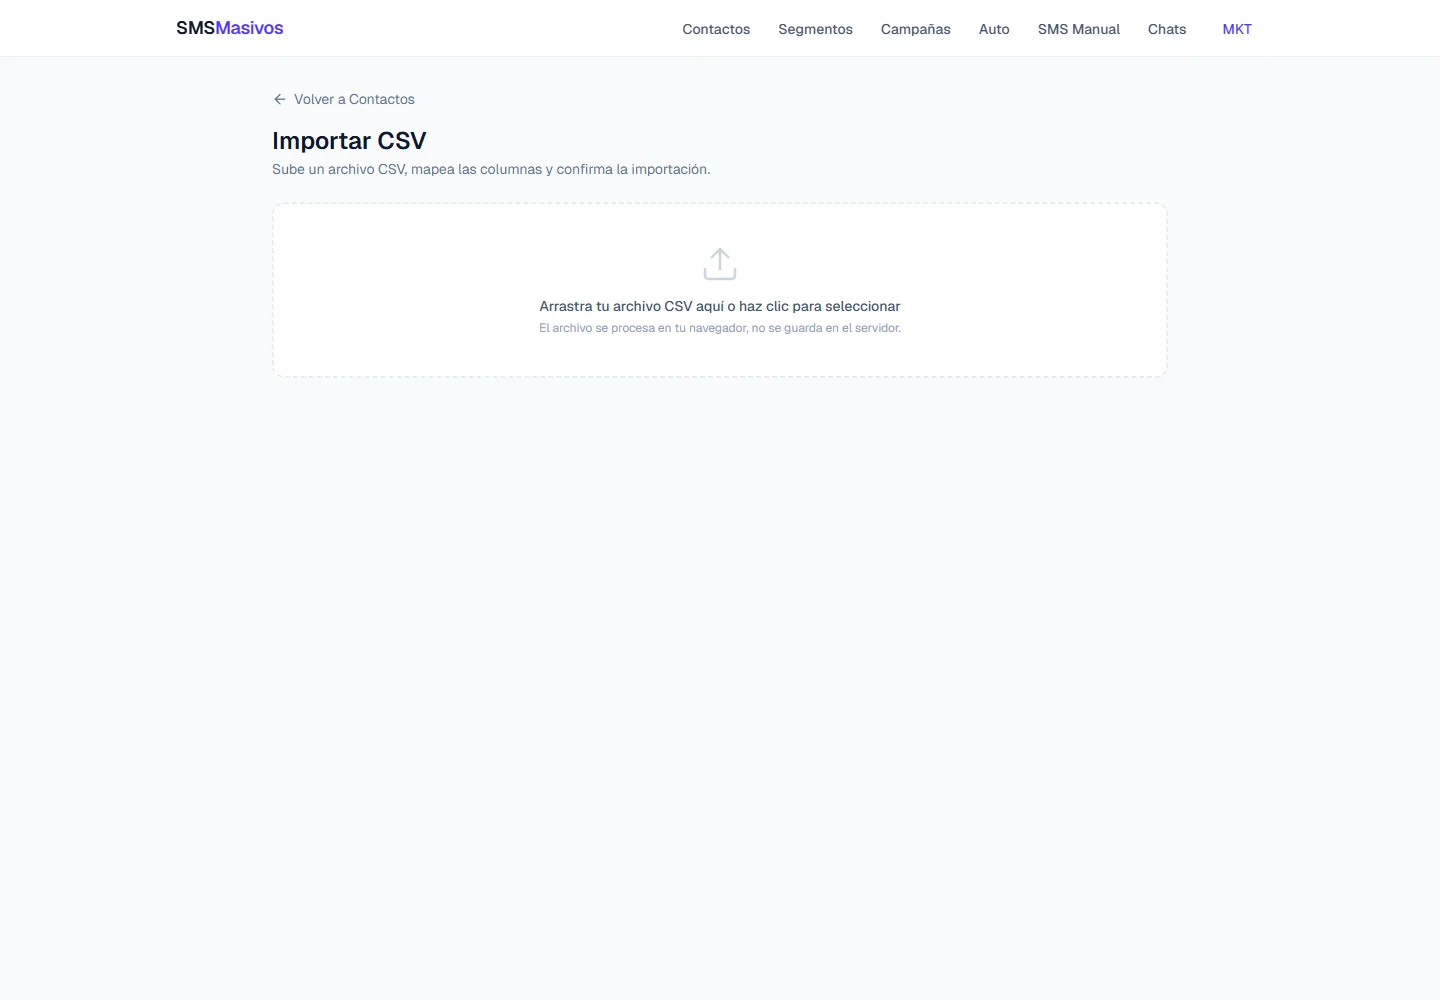 SMSMasivos
Contactos Segmentos Campañas Auto SMS Manual Chats MKT
Volver a Contactos
Importar CSV
Sube un archivo CSV, mapea las columnas y confirma la importación.
Arrastra tu archivo CSV aquí o haz clic para seleccionar
El archivo se procesa en tu navegador, no se guarda en el servidor.